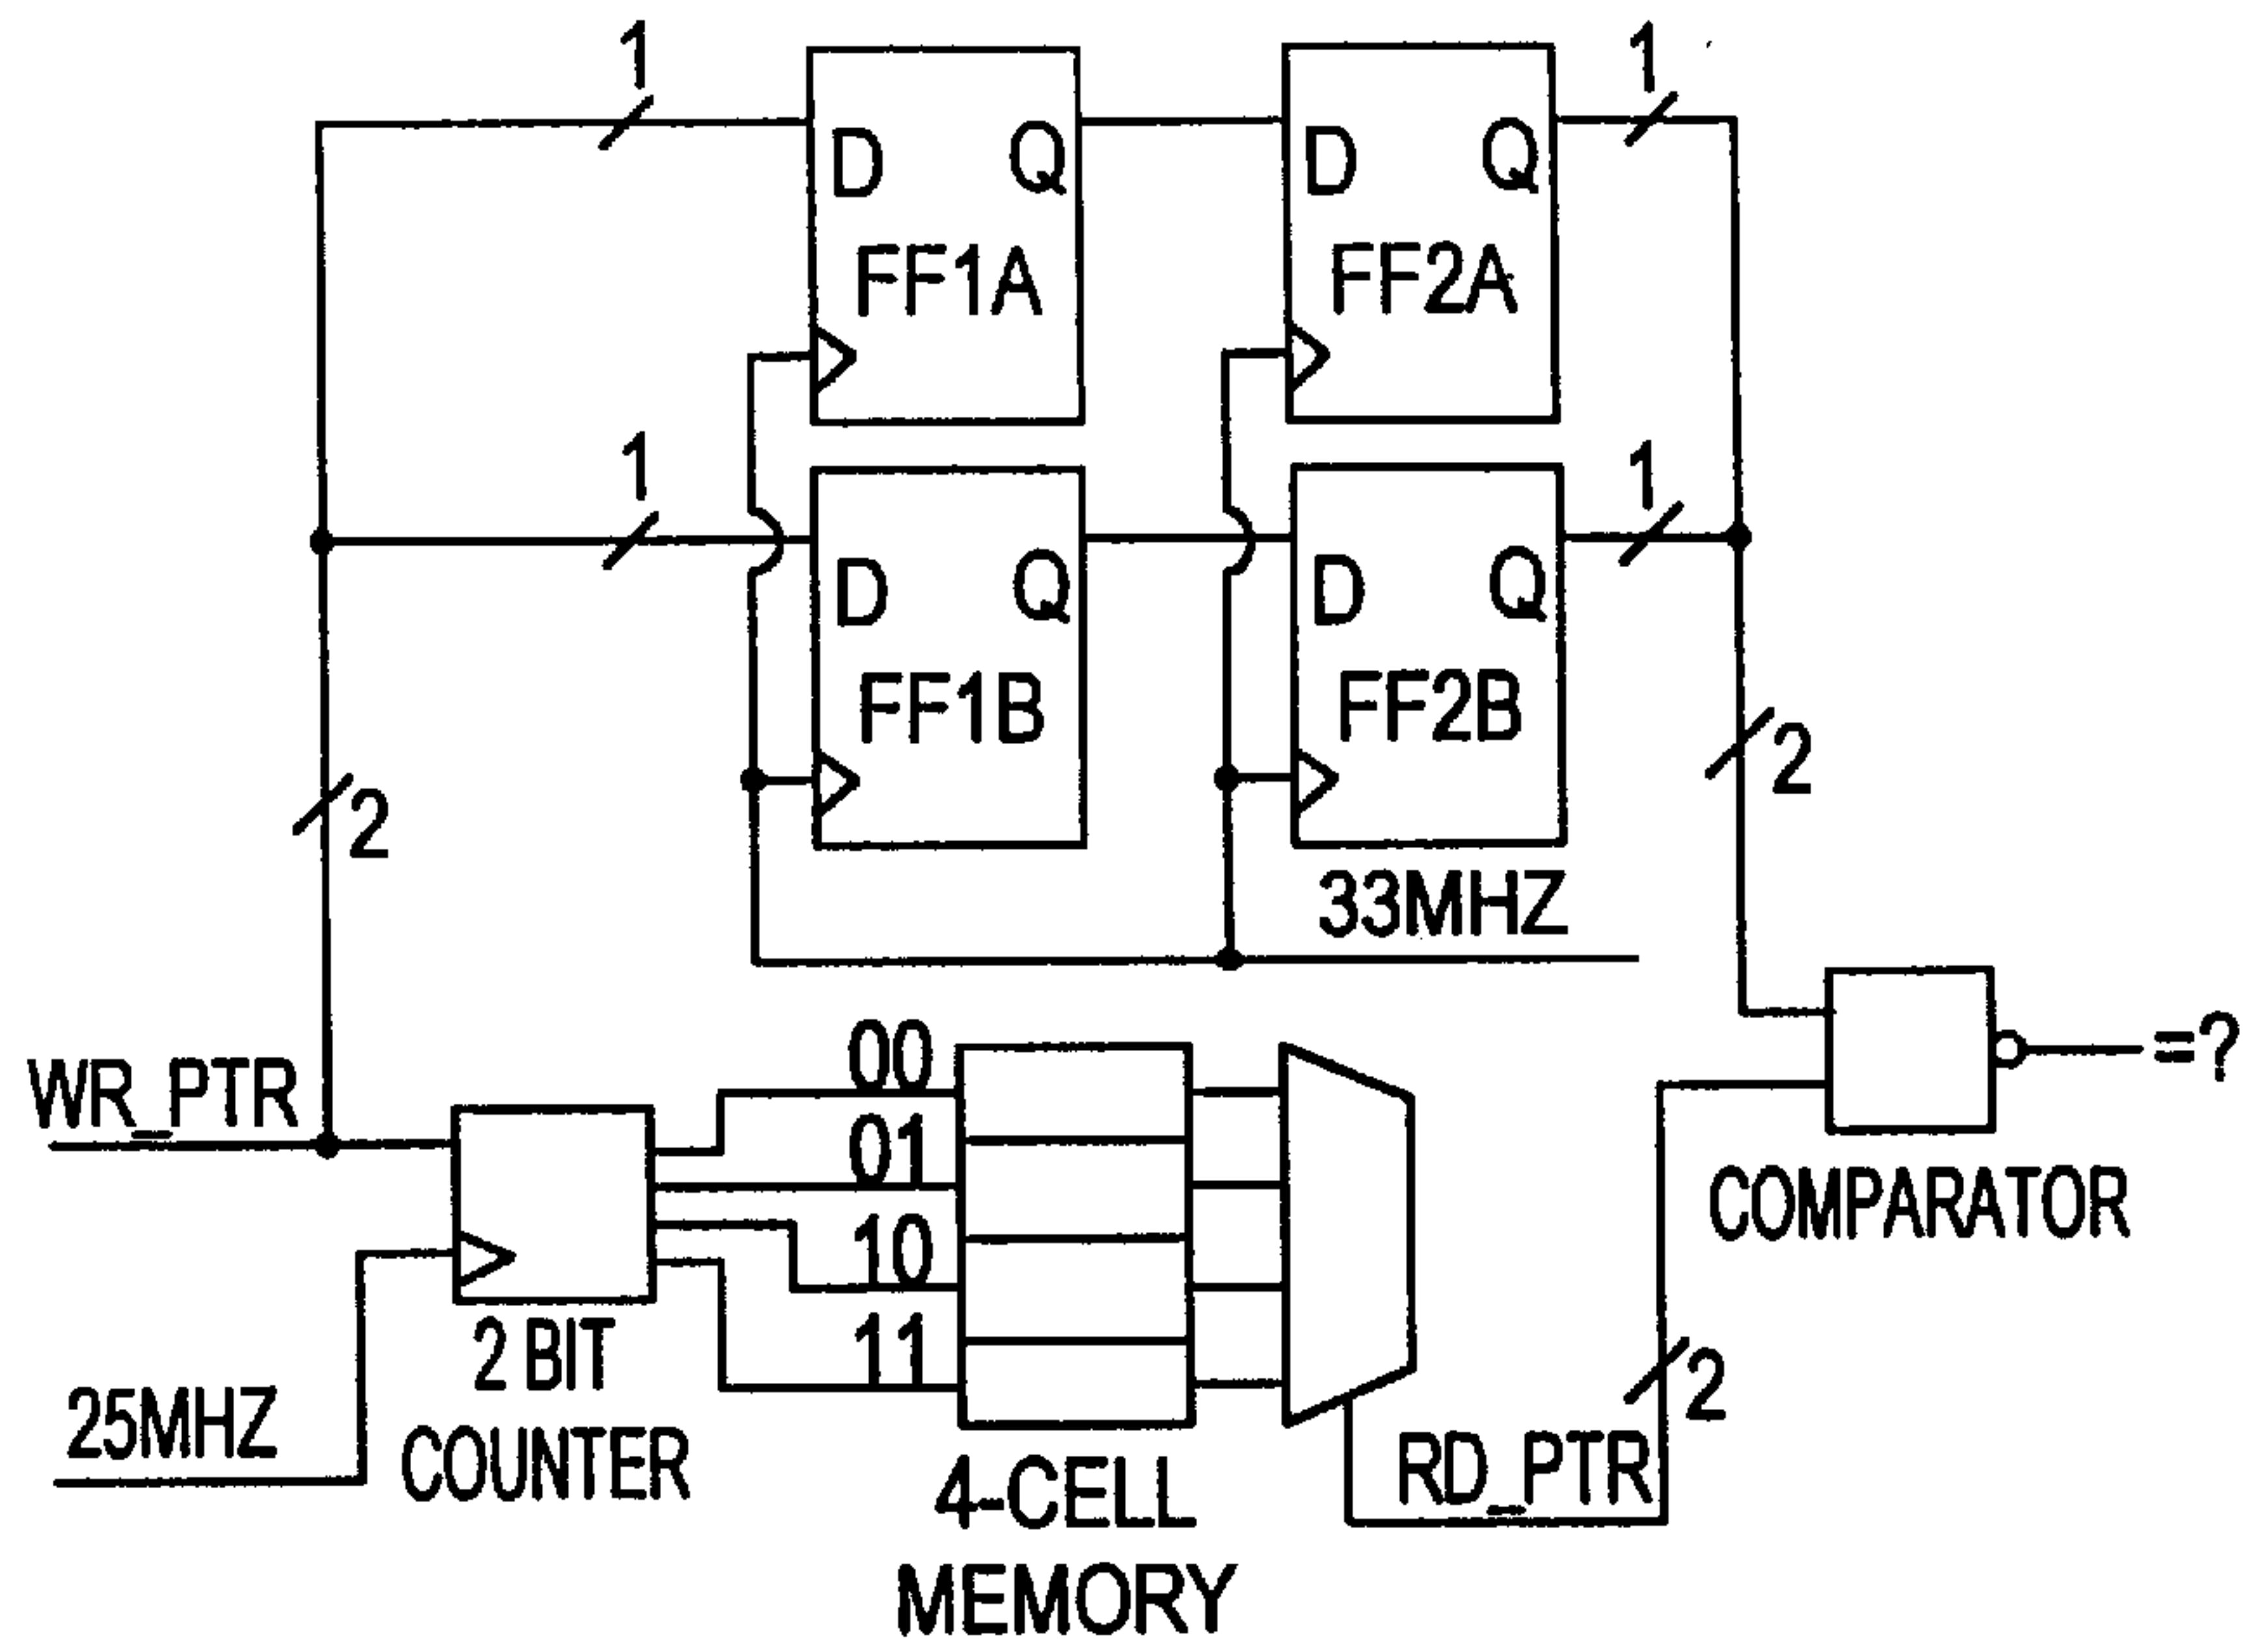 1
1
D Q
D Q
FF1A
FF2A
1
1
D Q
D Q
FF1B
FF2B
2
2
33MHZ
WR_PTR
00
01
10
11
=?
COMPARATOR
2 BIT
COUNTER
25MHZ
4-CELL
MEMORY
RD_PTR
2